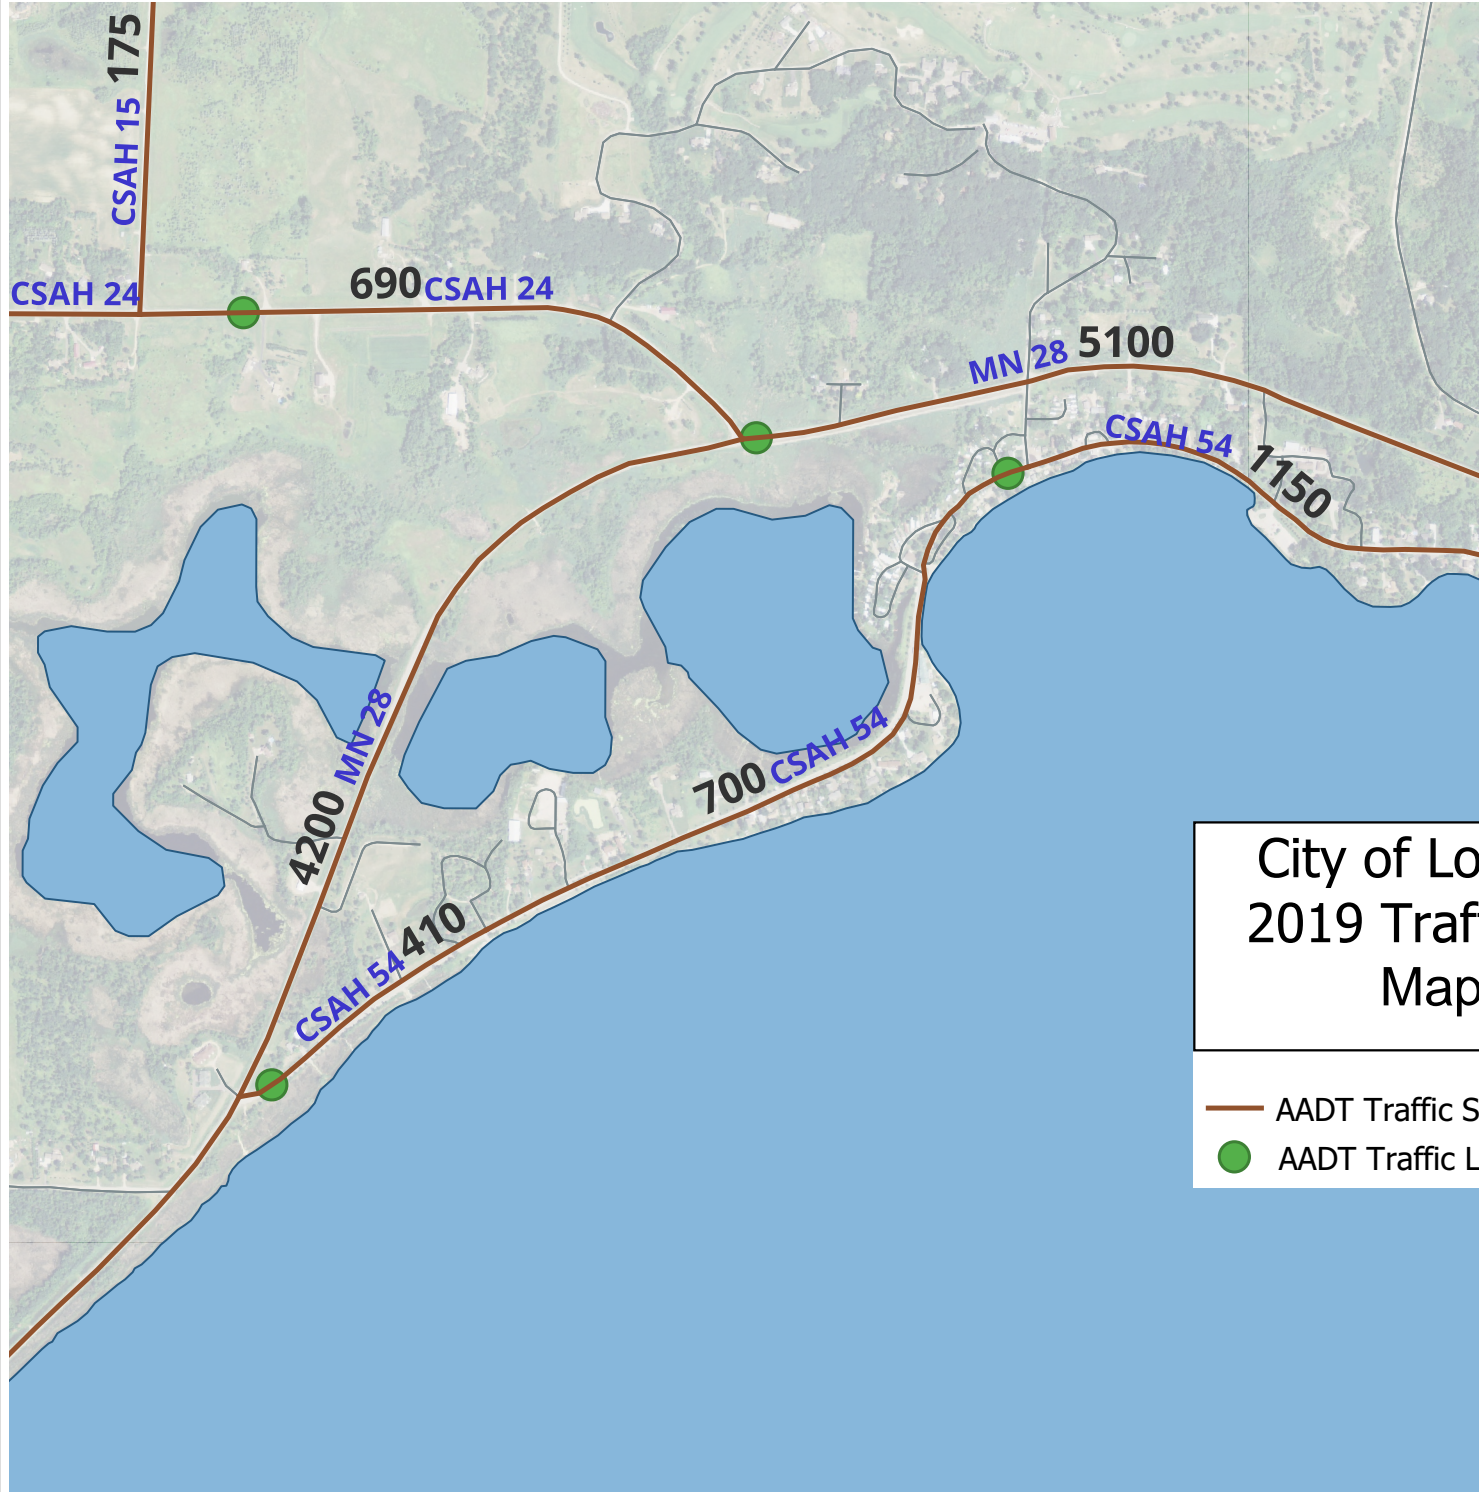 175
CSAH 15
CSAH 24
690
CSAH 24
MN 28
5100
CSAH 54
1150
MN 28
4200
700
CSAH 54
410
CSAH 54
City of Lo
2019 Traf
Map
AADT Traffic S
AADT Traffic L